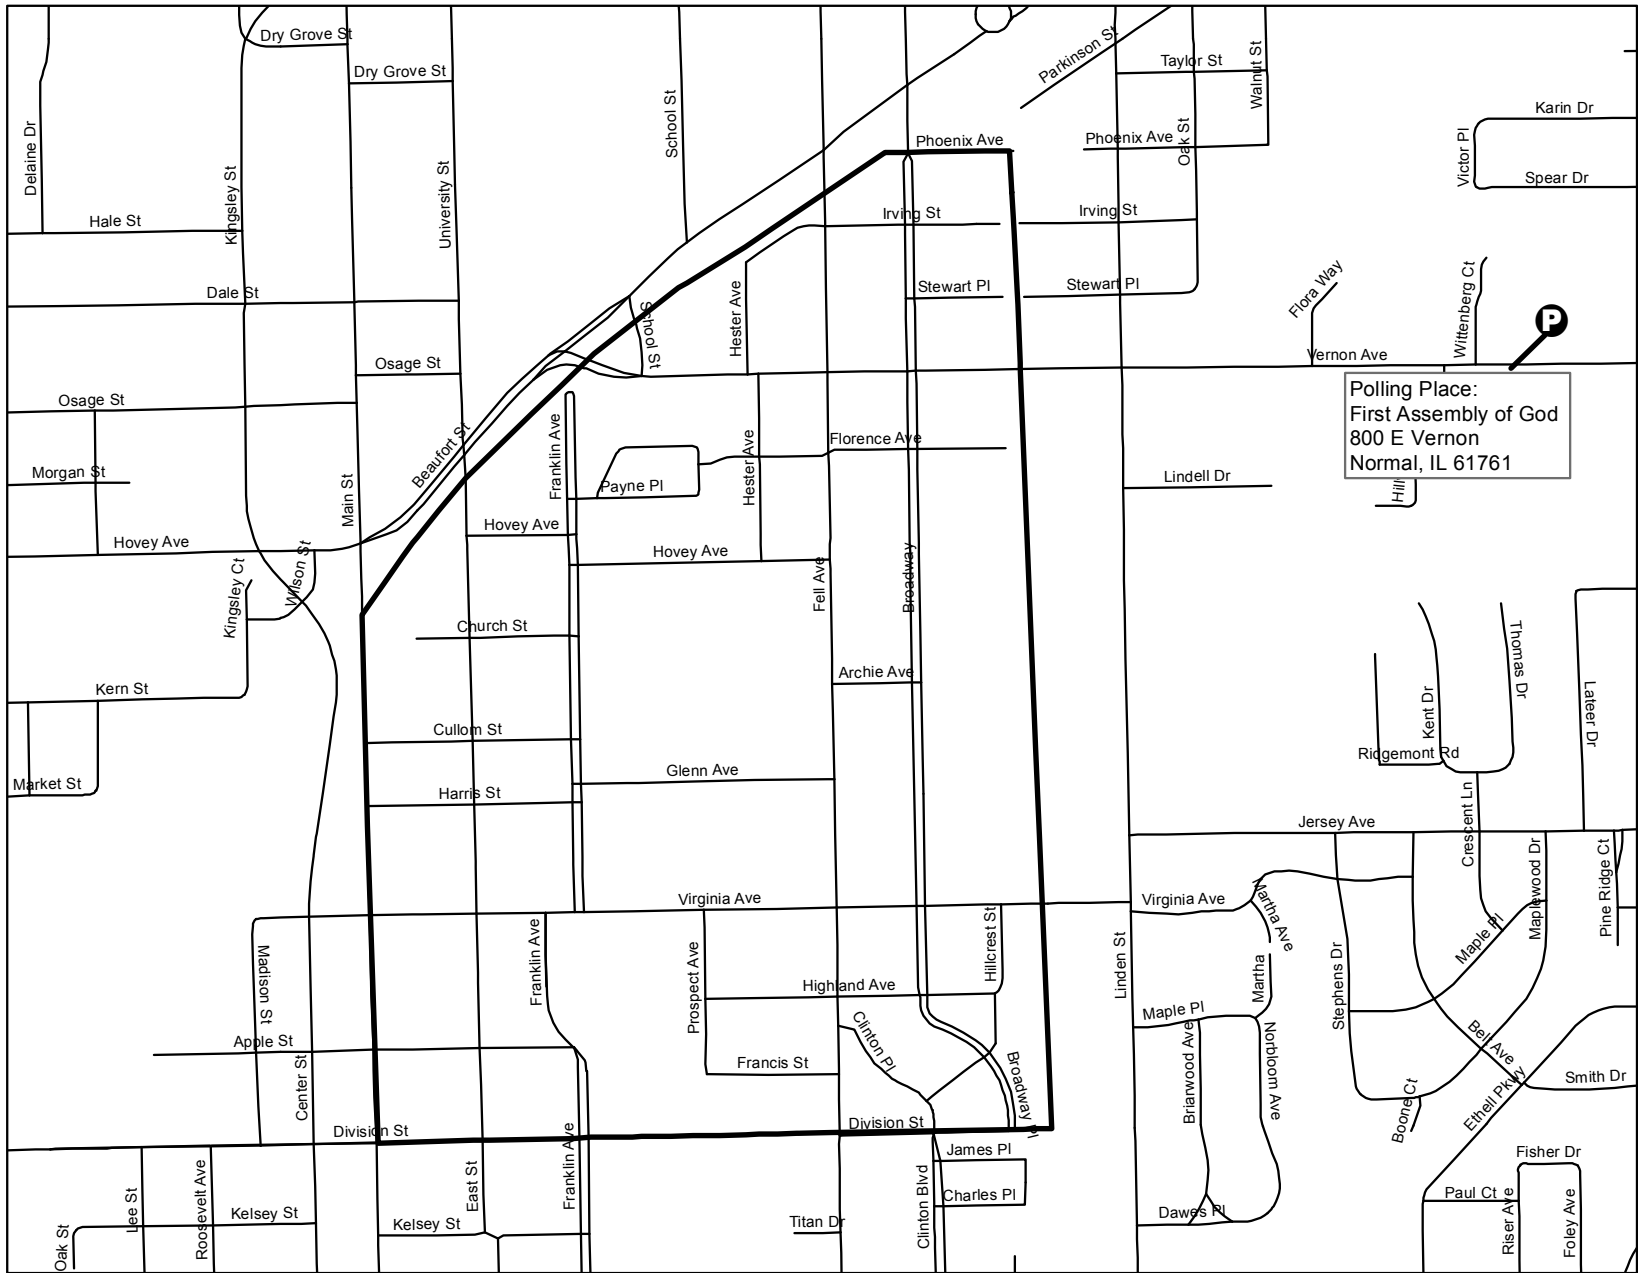 Dry Grove St
Parkinson St
Dry Grove St
Taylor St
Walnut St
Karin Dr
Delaine Dr
School St
Phoenix Ave
Phoenix Ave
Oak St
Victor Pl
Spear Dr
Kingsley St
University St
Hale St
Irving St
Irving St
Dale St
Stewart Pl
Stewart Pl
Flora Way
Wittenberg Ct
P
Hester Ave
School St
Osage St
Vernon Ave
Polling Place:
First Assembly of God
800 E Vernon
Normal, IL 61761
Osage St
Beaufort St
Franklin Ave
Florence Ave
Hester Ave
Morgan St
Main St
Payne Pl
Lindell Dr
Hill
Hovey Ave
Hovey Ave
Hovey Ave
Wilson St
Kingsley Ct
Fell Ave
Broadway
Church St
Thomas Dr
Archie Ave
Kern St
Kent Dr
Lateer Dr
Cullom St
Ridgemont Rd
Glenn Ave
Market St
Harris St
Crescent Ln
Jersey Ave
Maplewood Dr
Pine Ridge Ct
Virginia Ave
Virginia Ave
Martha Ave
Hillcrest St
Maple Pl
Madison St
Franklin Ave
Prospect Ave
Highland Ave
Linden St
Martha
Stephens Dr
Maple Pl
Clinton Pl
Apple St
Francis St
Broadway Pl
Briarwood Ave
Norbloom Ave
Bell Ave
Smith Dr
Ethell Pkwy
Boone Ct
Center St
Division St
Division St
Franklin Ave
James Pl
Fisher Dr
Lee St
Roosevelt Ave
East St
Clinton Blvd
Charles Pl
Paul Ct
Riser Ave
Foley Ave
Oak St
Kelsey St
Kelsey St
Titan Dr
Dawes Pl